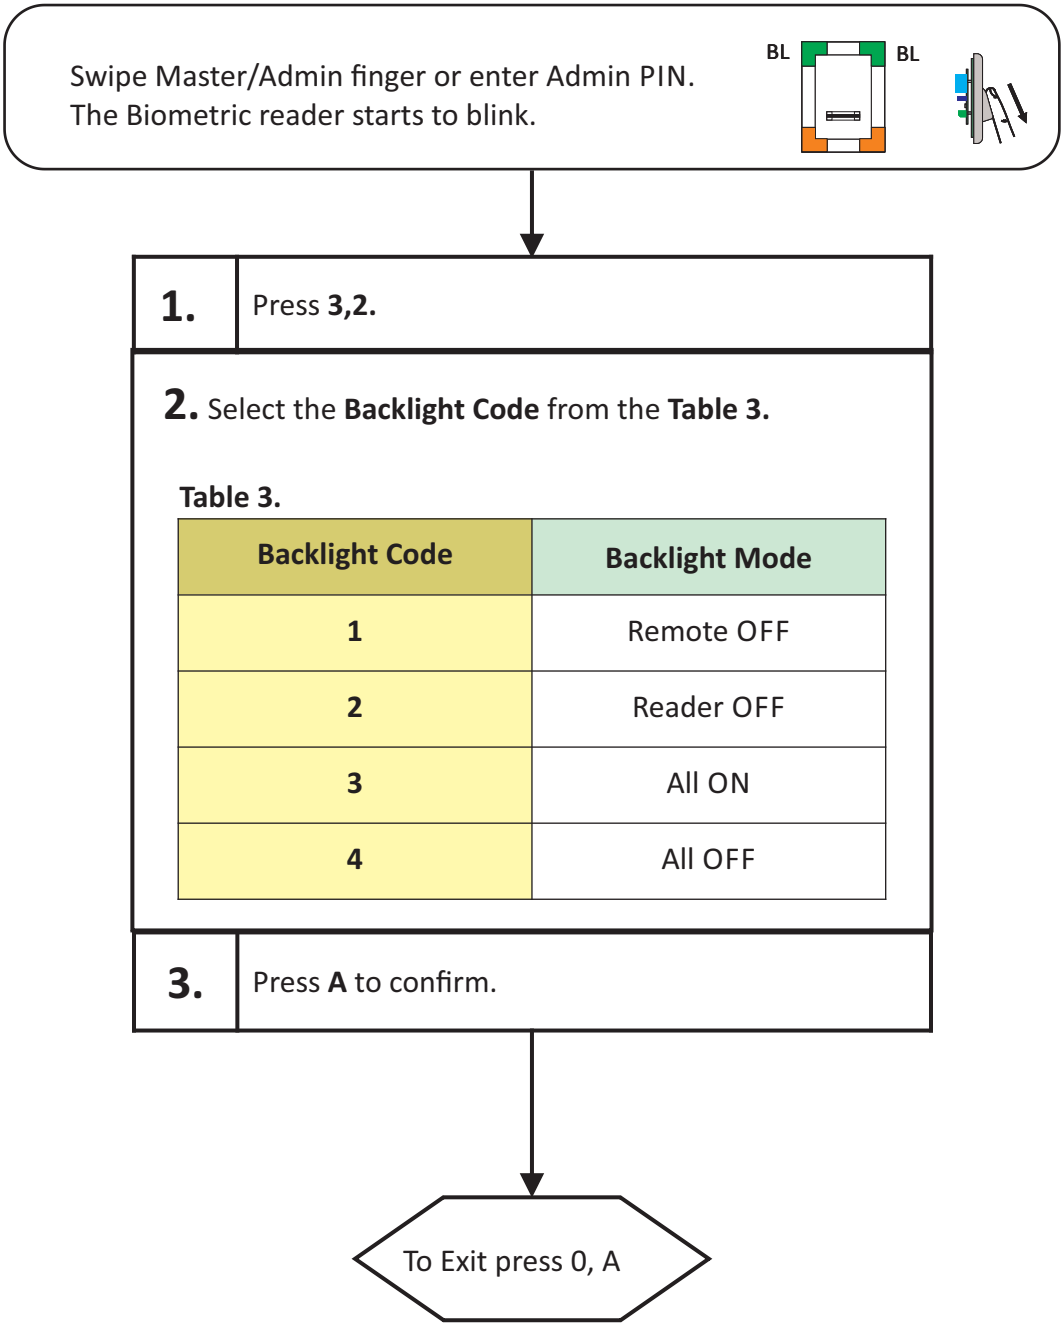 Swipe Master/Admin finger or enter Admin PIN.
The Biometric reader starts to blink.
BL BL
1. Press 3,2.
2. Select the Backlight Code from the Table 3.
Table 3.
Backlight Code Backlight Mode
1 Remote OFF
2 Reader OFF
3 All ON
4 All OFF
3. Press A to confirm.
To Exit press 0, A